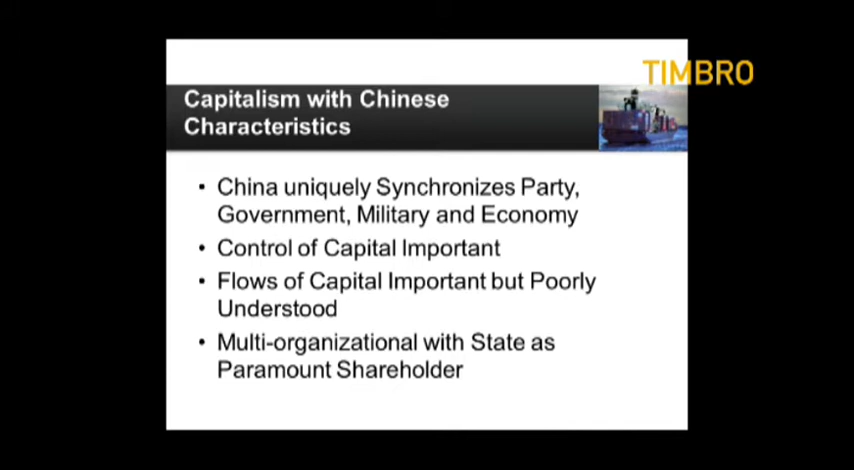 TIMBRO
Capitalism with Chinese
Characteristics
• China uniquely Synchronizes Party,
Government, Military and Economy
• Control of Capital Important
• Flows of Capital Important but Poorly
Understood
• Multi-organizational with State as
Paramount Shareholder